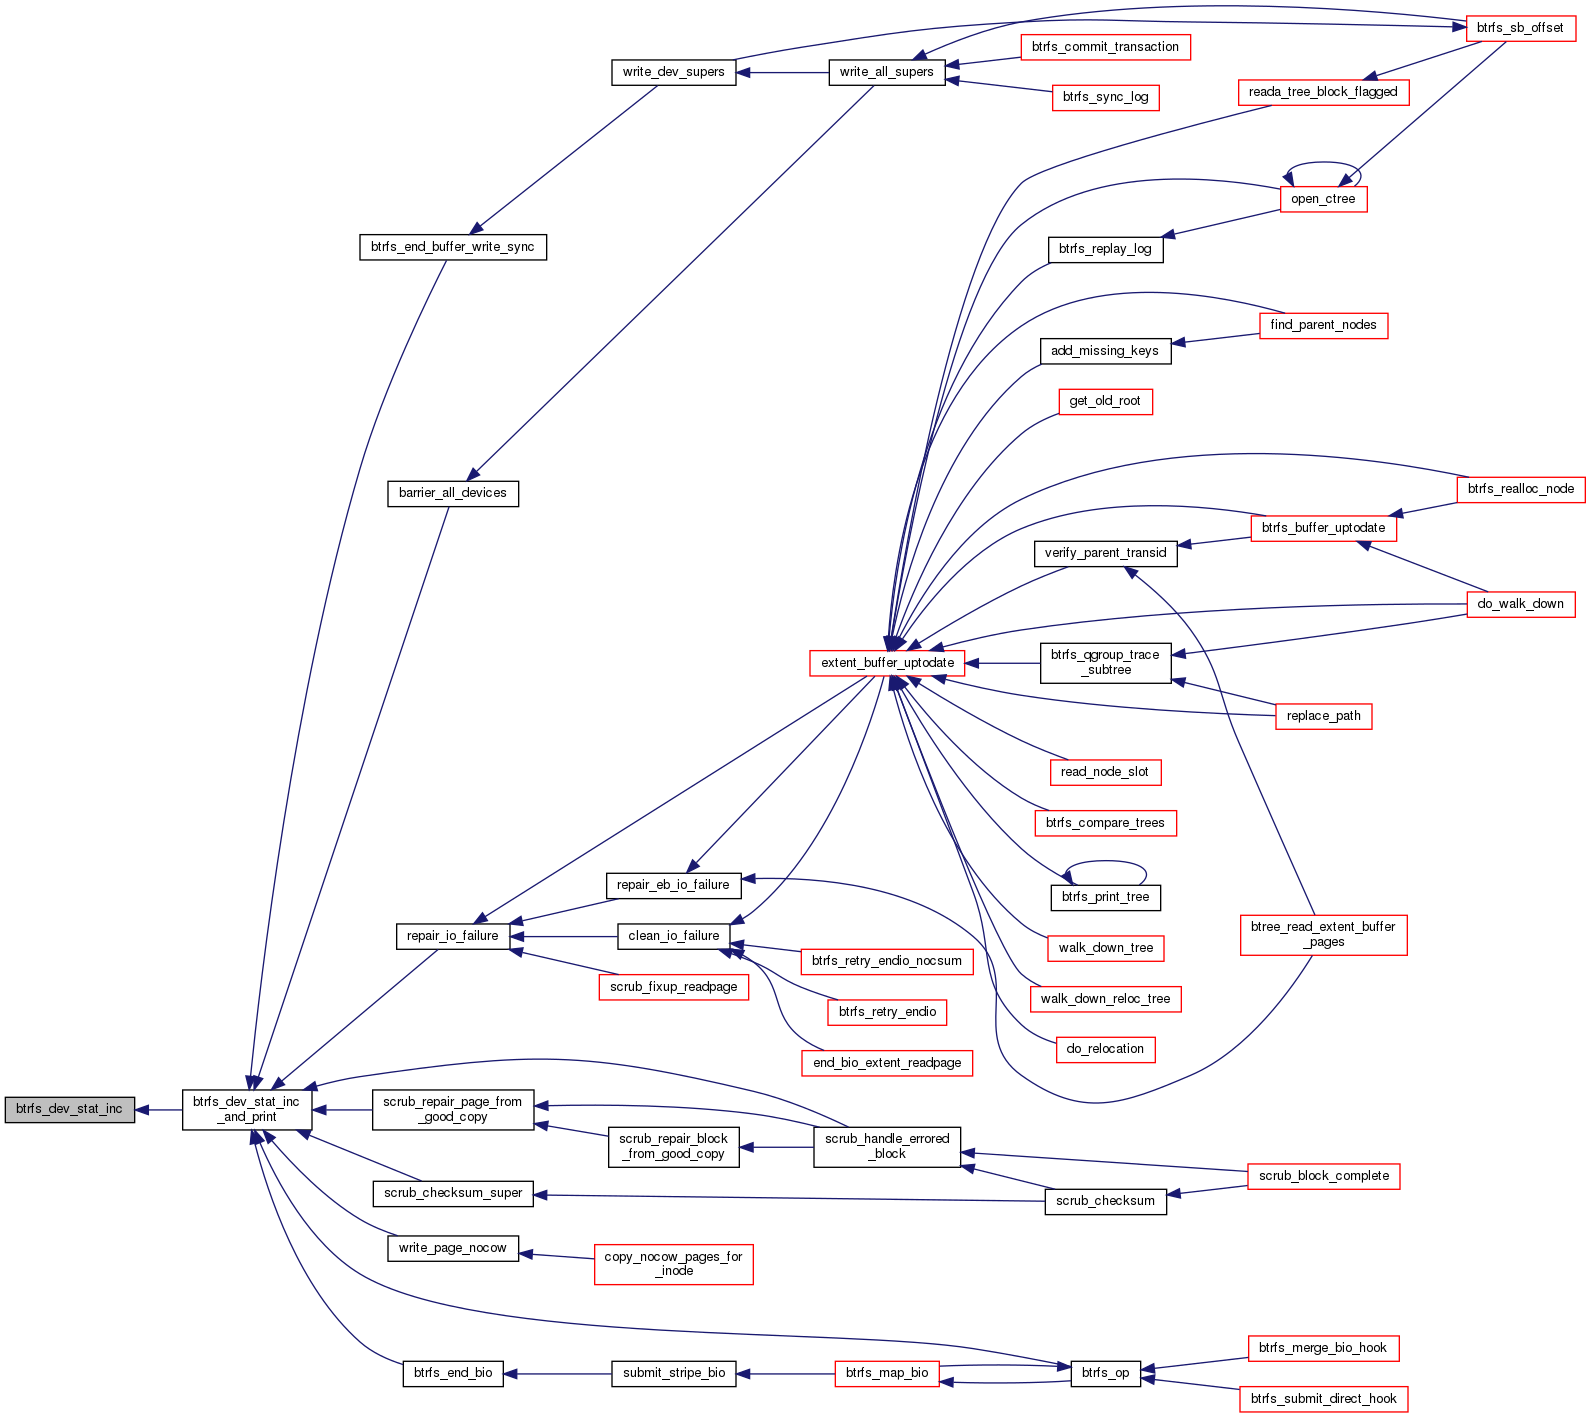 btrfs_sb_offset
btrfs_commit_transaction
write_dev_supers
write_all_supers
reada_tree_block_flagged
btrfs_sync_log
open_ctree
btrfs_end_buffer_write_sync
btrfs_replay_log
find_parent_nodes
add_missing_keys
get_old_root
barrier_all_devices
btrfs_realloc_node
btrfs_buffer_uptodate
verify_parent_transid
do_walk_down
extent_buffer_uptodate
btrfs_qgroup_trace
_subtree
replace_path
read_node_slot
btrfs_compare_trees
repair_eb_io_failure
btrfs_print_tree
repair_io_failure
clean_io_failure
btree_read_extent_buffer
_pages
walk_down_tree
btrfs_retry_endio_nocsum
scrub_fixup_readpage
walk_down_reloc_tree
btrfs_retry_endio
do_relocation
end_bio_extent_readpage
btrfs_dev_stat_inc
btrfs_dev_stat_inc
_and_print
scrub_repair_page_from
_good_copy
scrub_repair_block
_from_good_copy
scrub_handle_errored
_block
scrub_block_complete
scrub_checksum_super
scrub_checksum
write_page_nocow
copy_nocow_pages_for
_inode
btrfs_merge_bio_hook
btrfs_end_bio
submit_stripe_bio
btrfs_map_bio
btrfs_op
btrfs_submit_direct_hook